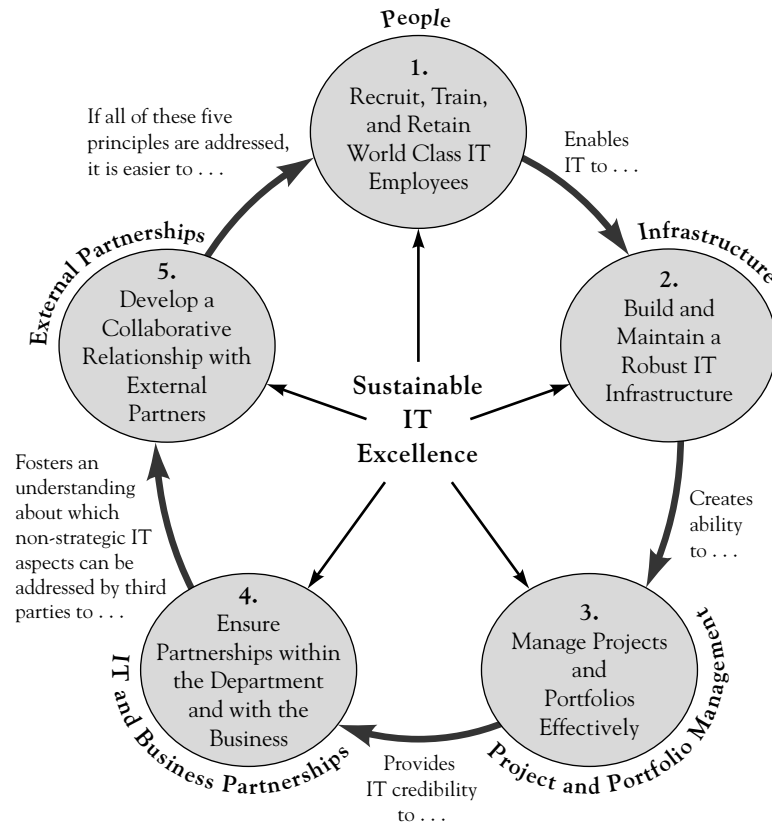 People
1.
Recruit, Train,
and Retain
World Class IT
Employees
Enables
IT to . . .
Infrastructure
2.
Build and
Maintain a
Robust IT
Infrastructure
Creates
ability
to . . .
Project and Portfolio Management
3.
Manage Projects
and
Portfolios
Effectively
Provides
IT credibility
to . . .
IT and Business Partnerships
4.
Ensure
Partnerships within
the Department
and with the
Business
Fosters an
understanding
about which
non-strategic IT
aspects can be
addressed by third
parties to . . .
External Partnerships
5.
Develop a
Collaborative
Relationship with
External
Partners
If all of these five
principles are addressed,
it is easier to . . .
Sustainable
IT
Excellence